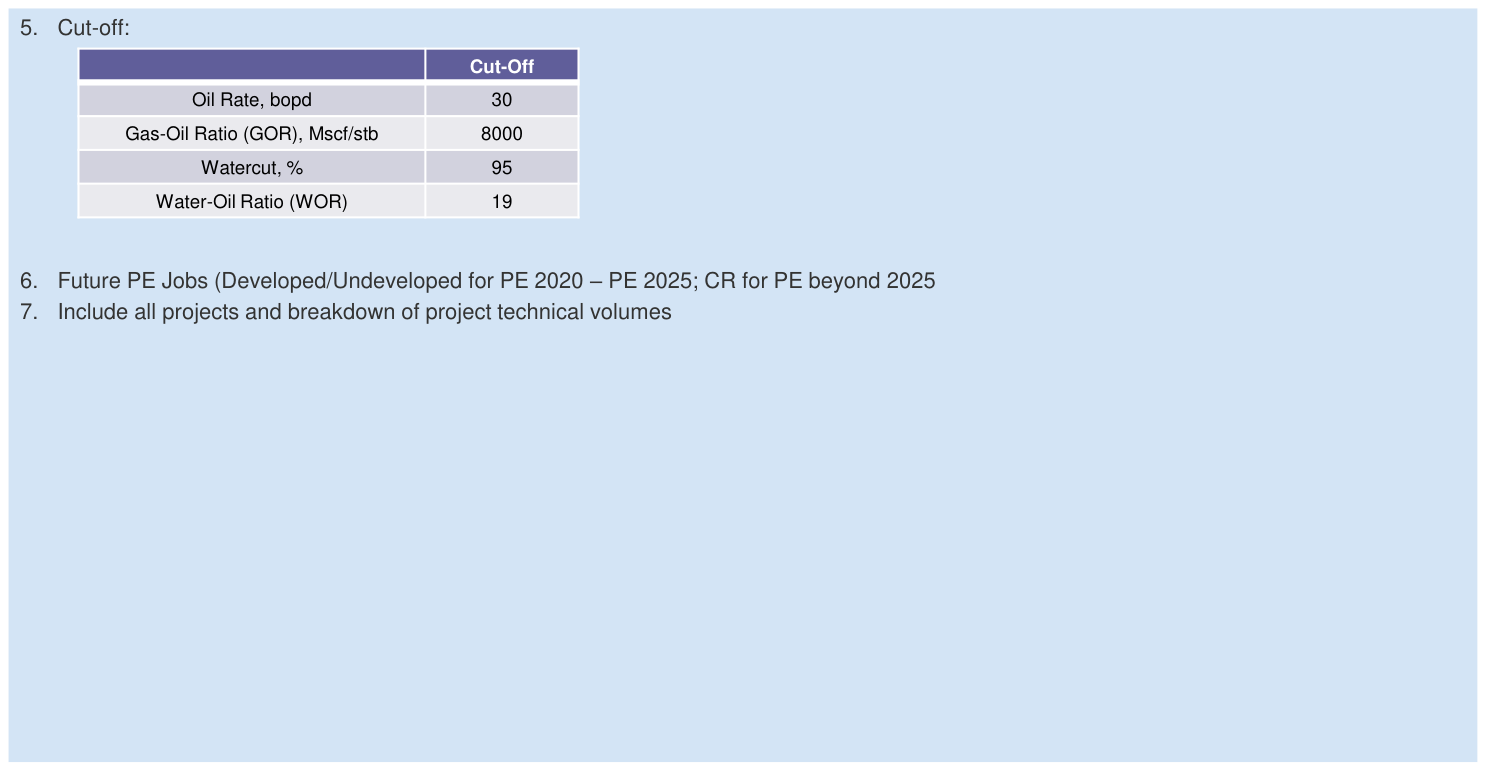 5. Cut-off:
Cut-Off
Oil Rate, bopd 30
Gas-Oil Ratio (GOR), Mscf/stb 8000
Watercut, % 95
Water-Oil Ratio (WOR) 19
6. Future PE Jobs (Developed/Undeveloped for PE 2020 – PE 2025; CR for PE beyond 2025
7. Include all projects and breakdown of project technical volumes